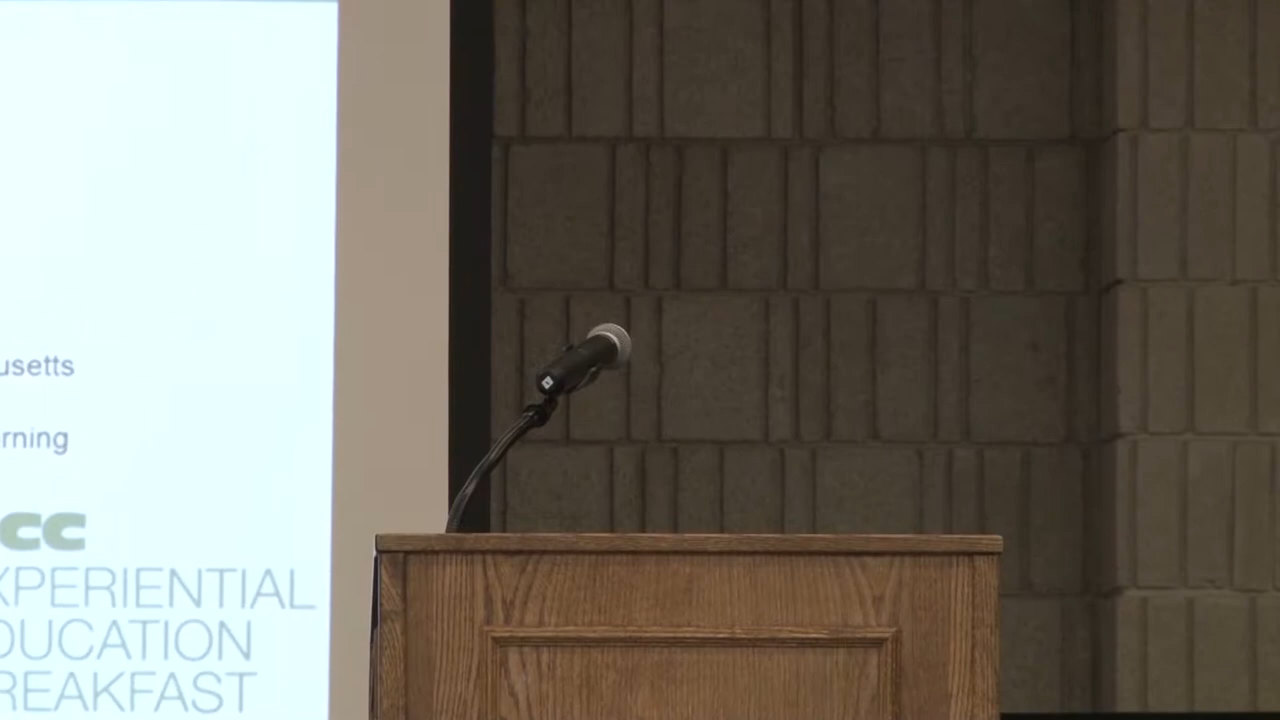 usetts
rning
cc
XPERIENTIAL
DUCATION
REAKFAST